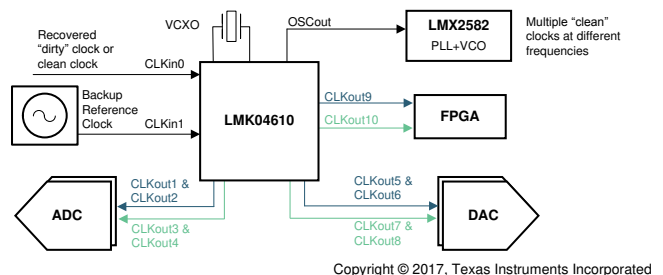 VCXO
OSCout
LMX2582
PLL+VCO
Multiple “clean”
clocks at different
frequencies
Recovered
“dirty” clock or
clean clock
CLKin0
Backup
Reference
Clock
CLKin1
LMK04610
CLKout9
CLKout10
FPGA
ADC
CLKout1 &
CLKout2
CLKout3 &
CLKout4
CLKout5 &
CLKout6
CLKout7 &
CLKout8
DAC
Copyright © 2017, Texas Instruments Incorporated